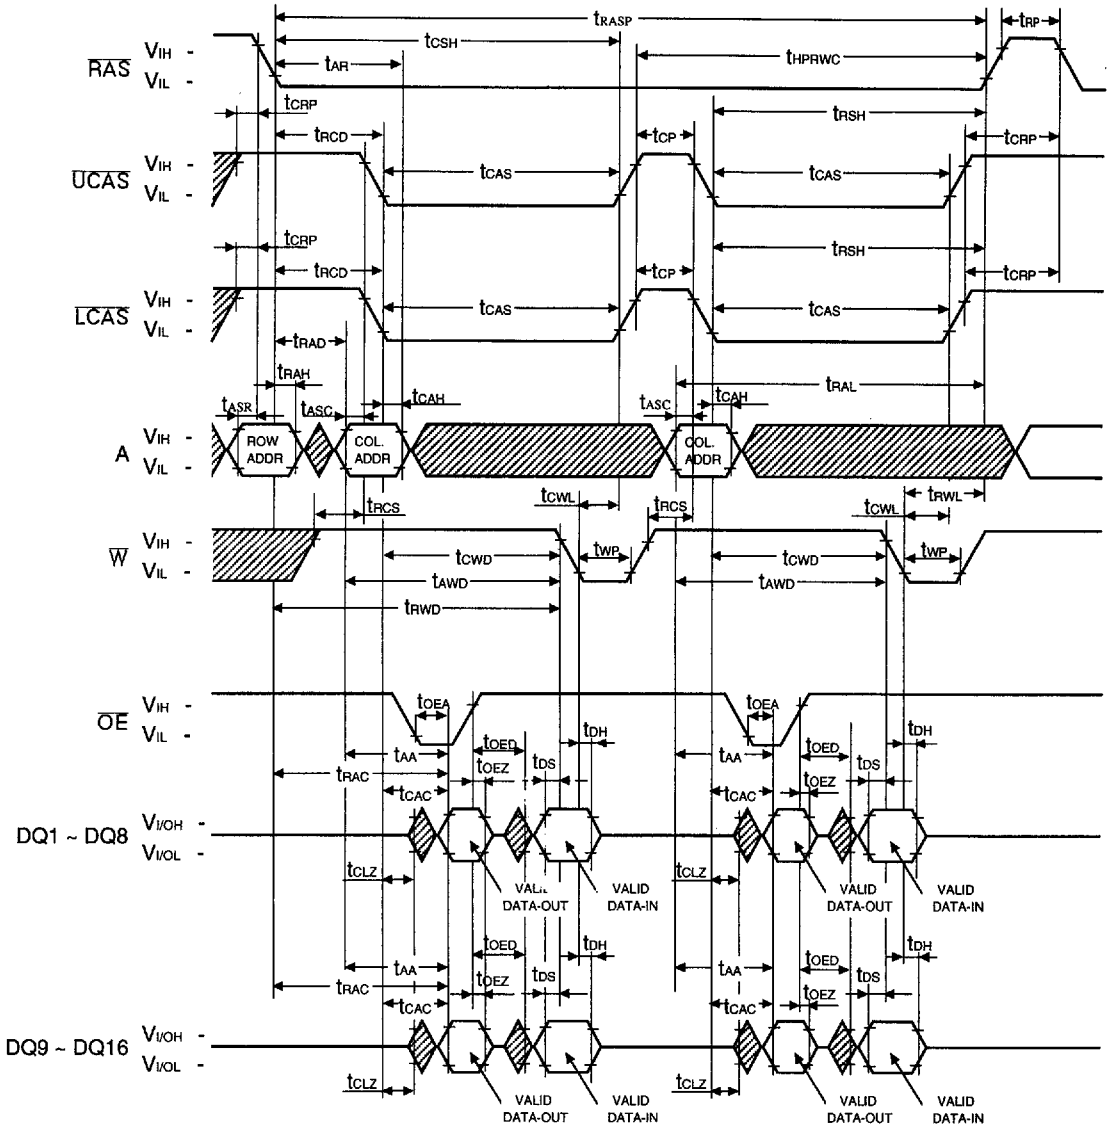 tRASP tRP
tCSH
RAS VIH - tAR tHPRWC
VIL -
tCRP tRSH
tRCD tCP tCRP
UCAS VIH -
VIL - tCAS tCAS
tCRP tRSH
tRCD tCP tCRP
LCAS VIH -
VIL - tCAS tCAS
tRAD
tRAH tRAL
tASR tASC tCAH tASC tCAH
A VIH - ROW COL. COL.
VIL - ADDR ADDR ADDR
tRCS tCWL tRCS tCWL tRWL
W VIH - tCWD tWP tCWD tWP
VIL - tAWD tAWD
tRWD
OE VIH - tOEA tOEA
VIL - tOED tDH tOED tDH
tAA tOEZ tDS tAA tOEZ tDS
tRAC
tCAC tCAC
DQ1 ~ DQ8 VI/OH -
VI/OL -
tCLZ tCLZ
VALID VALID VALID
DATA-OUT DATA-IN DATA-OUT DATA-IN
tOED tDH tOED tDH
tAA tOEZ tDS tAA tOEZ tDS
tRAC
tCAC tCAC
DQ9 ~ DQ16 VI/OH -
VI/OL -
tCLZ tCLZ
VALID VALID VALID VALID
DATA-OUT DATA-IN DATA-OUT DATA-IN